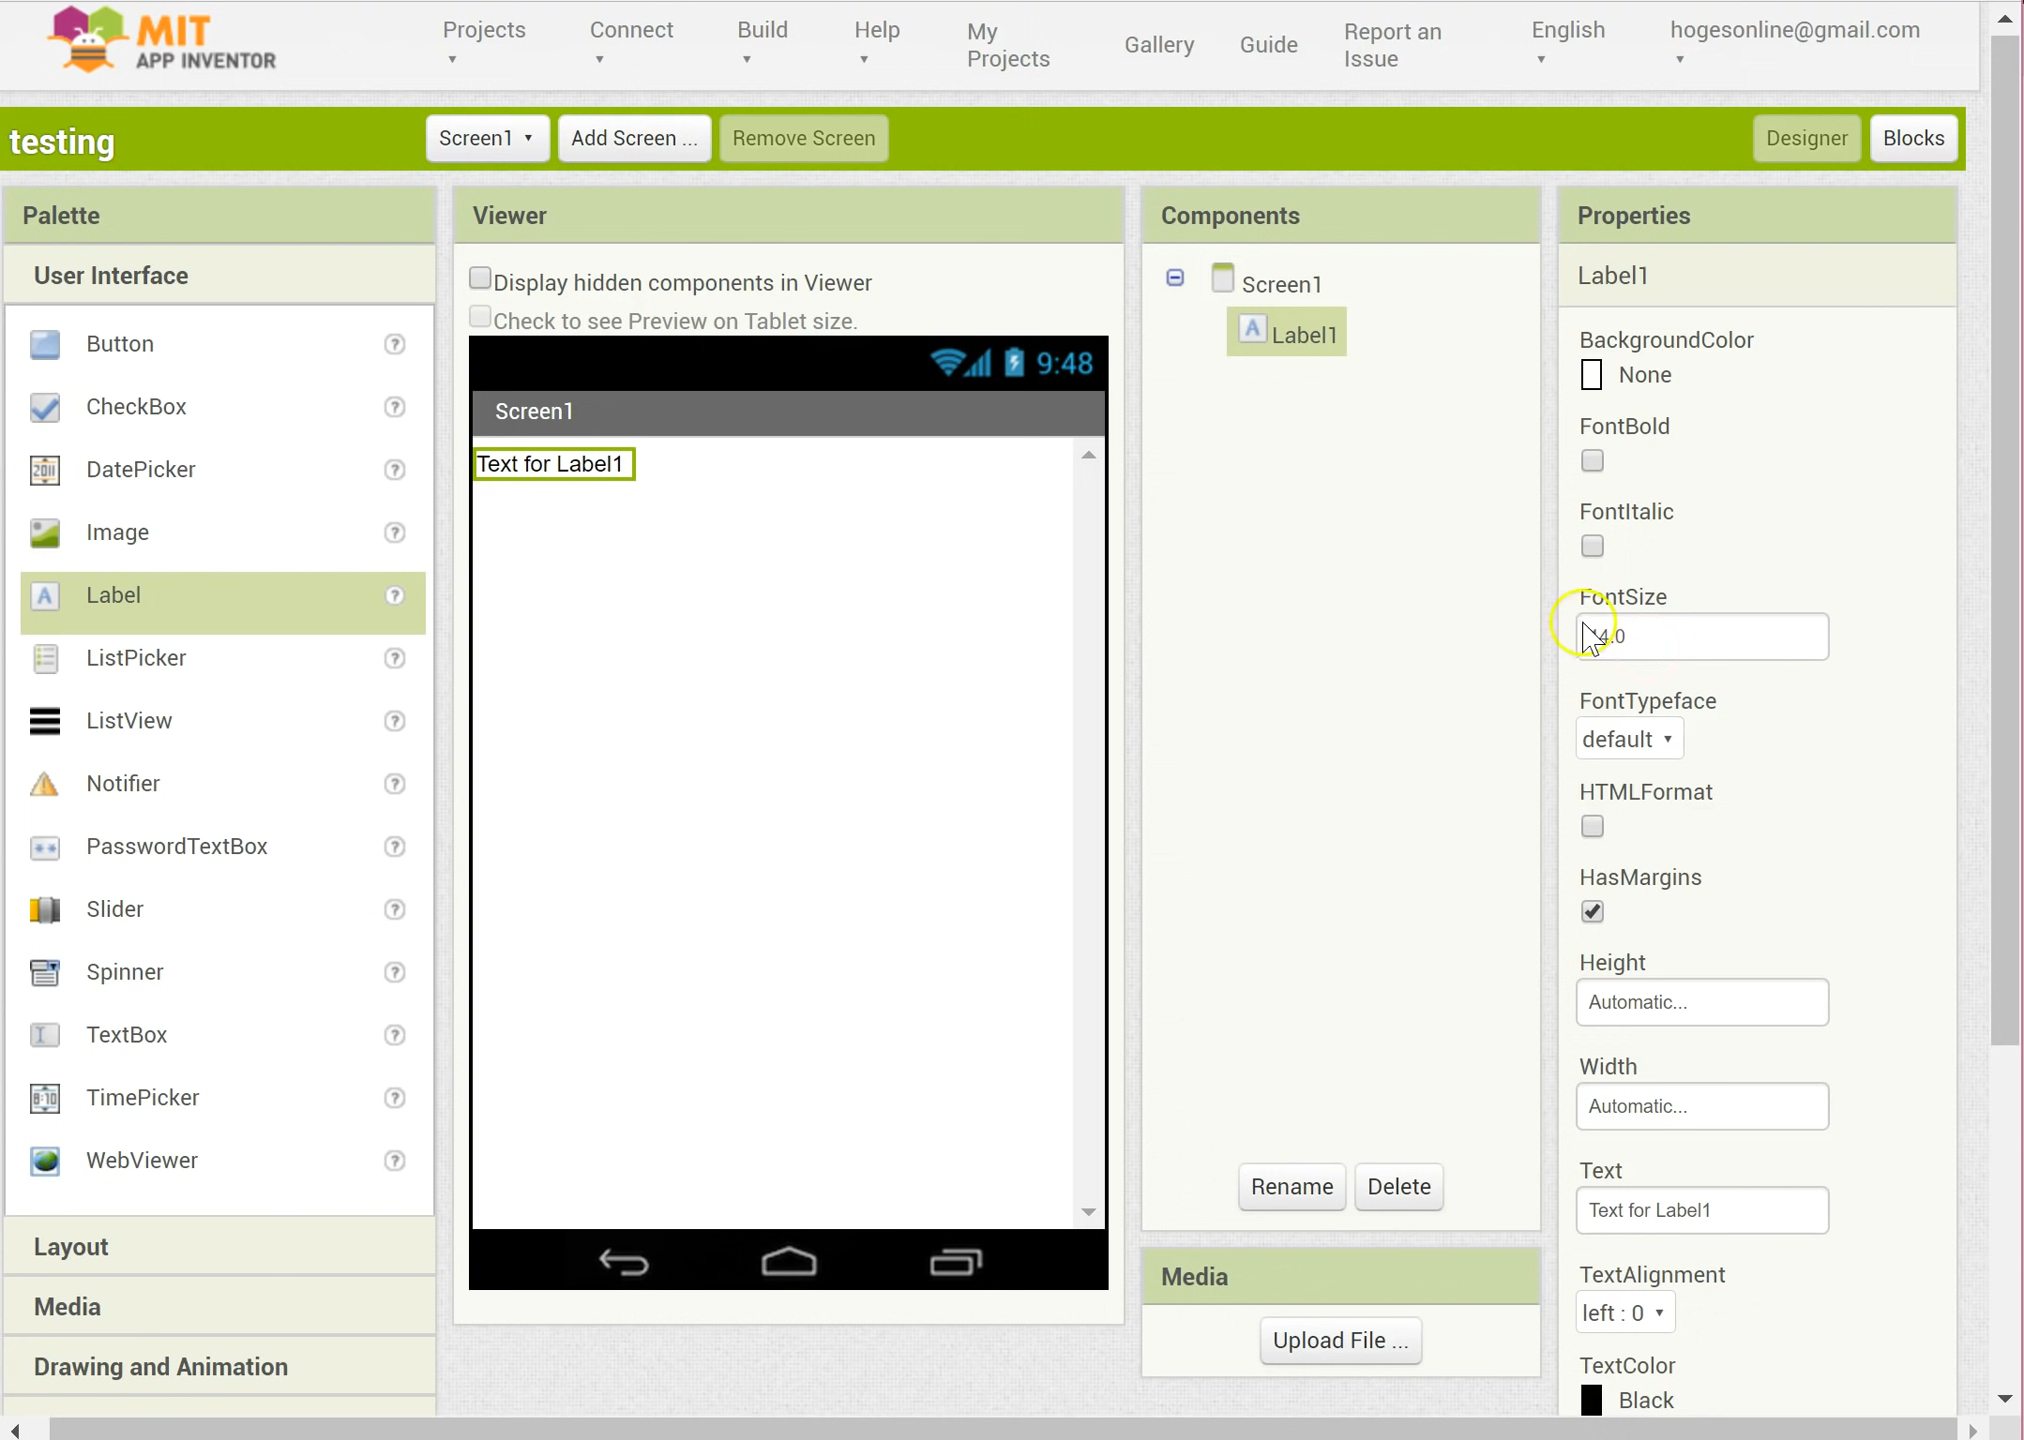 MIT
APP INVENTOR
Projects
Connect
Build
Help
My
Projects
Gallery
Guide
Report an
Issue
English
hogesonline@gmail.com
testing
Screen1
Add Screen ...
Remove Screen
Designer
Blocks
Palette
User Interface
Button
?
CheckBox
?
DatePicker
?
Image
?
Label
?
ListPicker
?
ListView
?
Notifier
?
PasswordTextBox
?
Slider
?
Spinner
?
TextBox
?
TimePicker
?
WebViewer
?
Layout
Media
Drawing and Animation
Viewer
Display hidden components in Viewer
Check to see Preview on Tablet size.
9:48
Screen1
Text for Label1
Components
Screen1
A Label1
Rename
Delete
Media
Upload File ...
Properties
Label1
BackgroundColor
None
FontBold
FontItalic
FontSize
FontTypeface
default
HTMLFormat
HasMargins
Height
Automatic...
Width
Automatic...
Text
Text for Label1
TextAlignment
left : 0
TextColor
Black